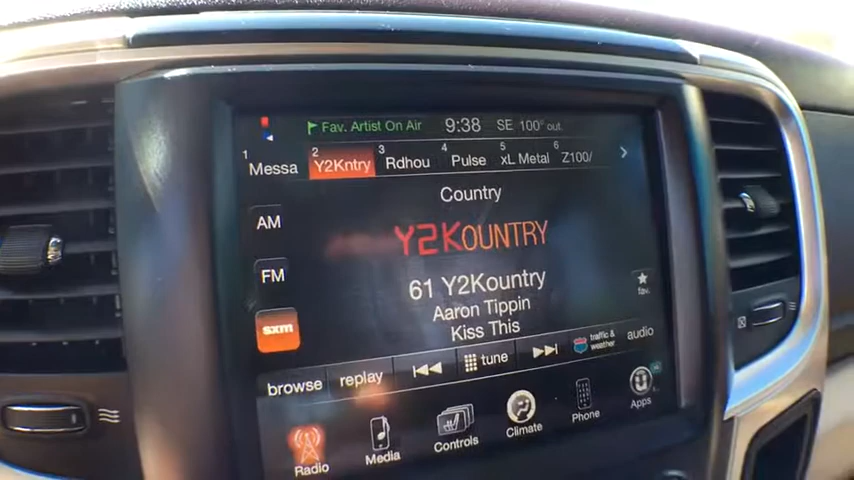 Fav. Artist On Air 9:38 SE 100° out.
1 Messa 2 Y2Kntry 3 Rdhou 4 Pulse 5 xL Metal 6 Z100/
Country
AM
Y2KOUNTRY
FM
61 Y2Kountry
fav.
Aaron Tippin
sxm
Kiss This
browse replay tune traffic & weather audio
Radio Media Controls Climate Phone Apps